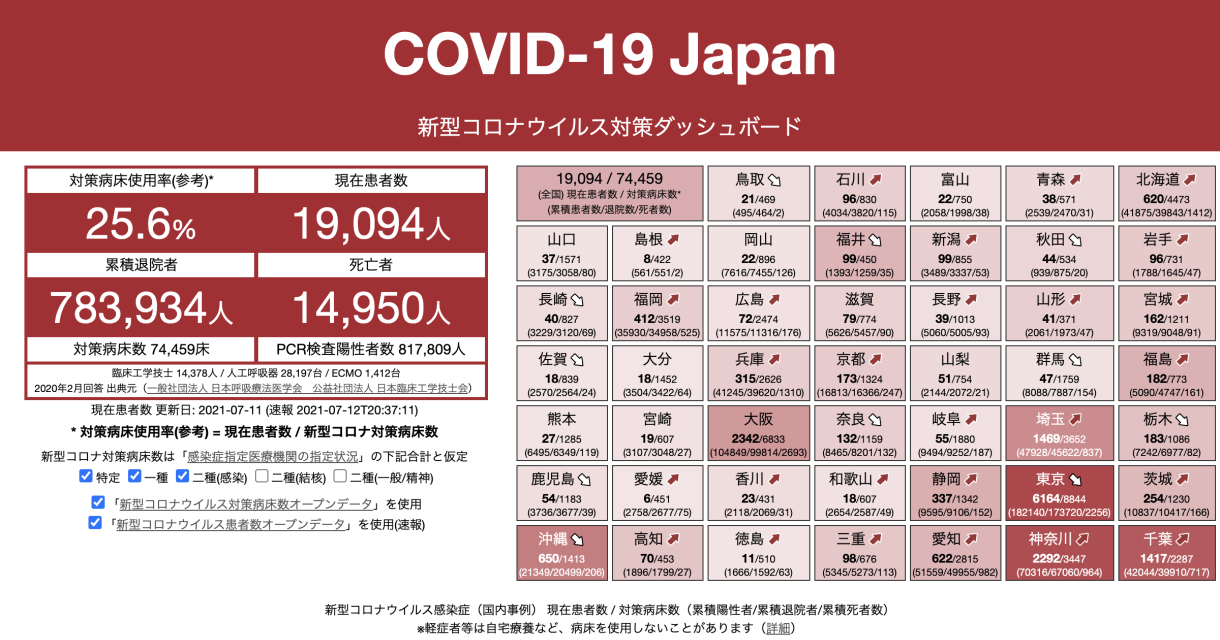 COVID-19 Japan
新型コロナウイルス対策ダッシュボード
対策病床使用率(参考)*
現在患者数
25.6%
19,094人
累積退院者
死亡者
783,934人
14,950人
対策病床数 74,459床
PCR検査陽性者数 817,809人
臨床工学技士 14,378人 / 人工呼吸器 28,197台 / ECMO 1,412台
2020年2月回答 出典元（一般社団法人 日本呼吸療法医学会　公益社団法人 日本臨床工学技士会）
現在患者数 更新日: 2021-07-11 (速報 2021-07-12T20:37:11)
* 対策病床使用率(参考) = 現在患者数 / 新型コロナ対策病床数
新型コロナ対策病床数は「感染症指定医療機関の指定状況」の下記合計と仮定
特定 一種 二種(感染) 二種(結核) 二種(一般/精神)
「新型コロナウイルス対策病床数オープンデータ」を使用
「新型コロナウイルス患者数オープンデータ」を使用(速報)
19,094 / 74,459
(全国) 現在患者数 / 対策病床数*
(累積患者数/退院数/死者数)
鳥取
21/469
(495/464/2)
石川
96/830
(4034/3820/115)
富山
22/750
(2058/1998/38)
青森
38/571
(2539/2470/31)
北海道
620/4473
(41875/39843/1412)
山口
37/1571
(3175/3058/80)
島根
8/422
(561/551/2)
岡山
22/896
(7616/7455/126)
福井
99/450
(1393/1259/35)
新潟
99/855
(3489/3337/53)
秋田
44/534
(939/875/20)
岩手
96/731
(1788/1645/47)
長崎
40/827
(3229/3120/69)
福岡
412/3519
(35930/34958/525)
広島
72/2474
(11575/11316/176)
滋賀
79/774
(5626/5457/90)
長野
39/1013
(5060/5005/93)
山形
41/371
(2061/1973/47)
宮城
162/1211
(9319/9048/91)
佐賀
18/839
(2570/2564/24)
大分
18/1452
(3504/3422/64)
兵庫
315/2626
(41245/39620/1310)
京都
173/1324
(16813/16366/247)
山梨
51/754
(2144/2072/21)
群馬
47/1759
(8088/7887/154)
福島
182/773
(5090/4747/161)
熊本
27/1285
(6495/6349/119)
宮崎
19/607
(3107/3048/27)
大阪
2342/6833
(104849/99814/2693)
奈良
132/1159
(8465/8201/132)
岐阜
55/1880
(9494/9252/187)
埼玉
1469/3652
(47928/45622/837)
栃木
183/1086
(7242/6977/82)
鹿児島
54/1183
(3736/3677/39)
愛媛
6/451
(2758/2677/75)
香川
23/431
(2118/2069/31)
和歌山
18/607
(2654/2587/49)
静岡
337/1342
(9595/9106/152)
東京
6164/8844
(182140/173720/2256)
茨城
254/1230
(10837/10417/166)
沖縄
650/1413
(21349/20499/206)
高知
70/453
(1896/1799/27)
徳島
11/510
(1666/1592/63)
三重
98/676
(5345/5273/113)
愛知
622/2815
(51559/49955/982)
神奈川
2292/3447
(70316/67060/964)
千葉
1417/2287
(42044/39910/717)
新型コロナウイルス感染症（国内事例） 現在患者数 / 対策病床数（累積陽性者/累積退院者/累積死者数）
※軽症者等は自宅療養など、病床を使用しないことがあります（詳細）